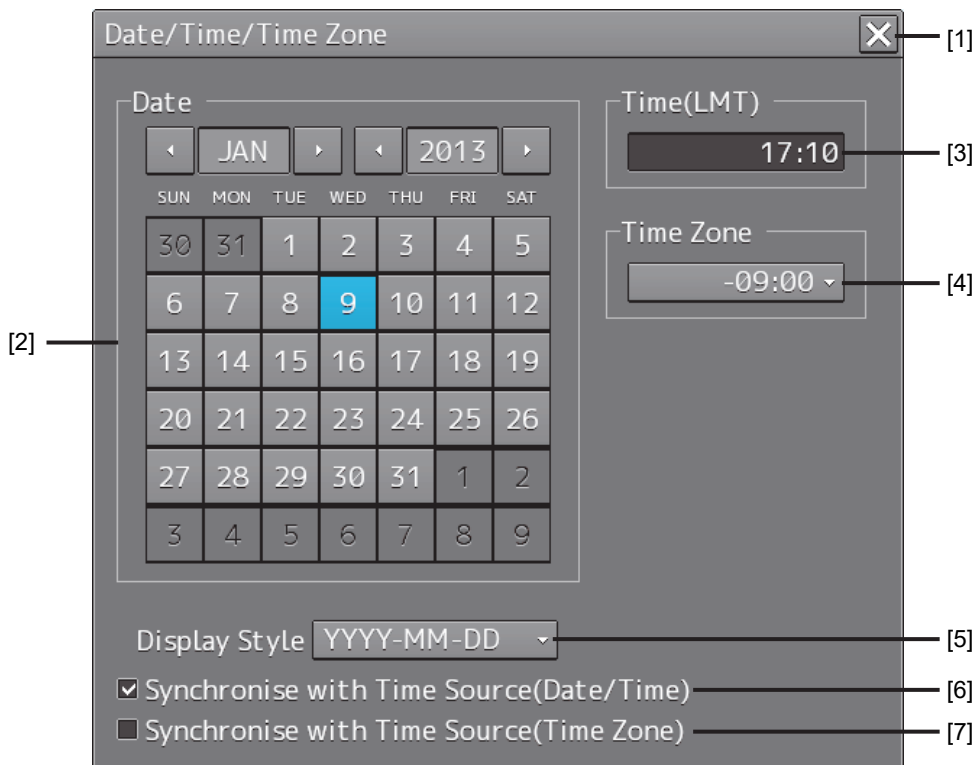 Date/Time/Time Zone
[1]
Date
JAN 2013
SUN MON TUE WED THU FRI SAT
30 31 1 2 3 4 5
6 7 8 9 10 11 12
13 14 15 16 17 18 19
20 21 22 23 24 25 26
27 28 29 30 31 1 2
3 4 5 6 7 8 9
[2]
Time(LMT)
17:10
[3]
Time Zone
-09:00
[4]
Display Style YYYY-MM-DD
[5]
Synchronise with Time Source(Date/Time)
[6]
Synchronise with Time Source(Time Zone)
[7]